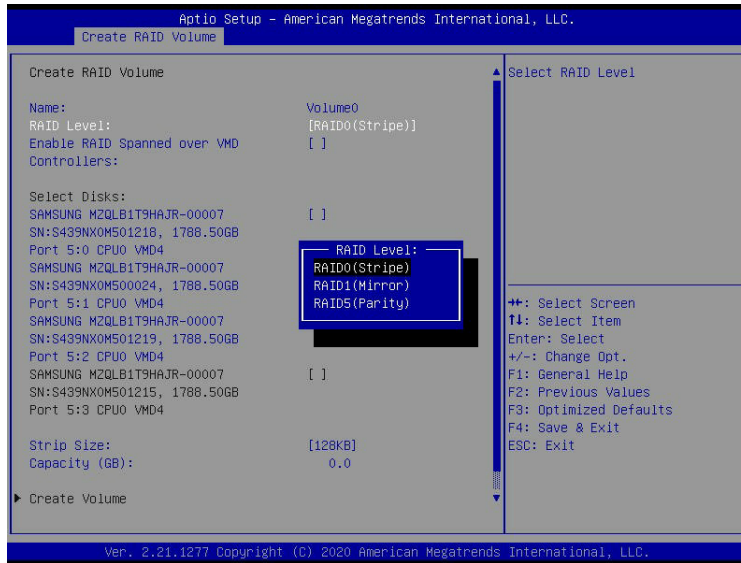 Aptio Setup – American Megatrends International, LLC.
Create RAID Volume
Create RAID Volume
Select RAID Level
Name: Volume0
RAID Level: [RAID0(Stripe)]
Enable RAID Spanned over VMD [ ]
Controllers:
Select Disks:
SAMSUNG MZQLB1T9HAJR-00007 [ ]
SN:S439NX0M501218, 1788.50GB
Port 5:0 CPU0 VMD4
SAMSUNG MZQLB1T9HAJR-00007
SN:S439NX0M500024, 1788.50GB
Port 5:1 CPU0 VMD4
SAMSUNG MZQLB1T9HAJR-00007
SN:S439NX0M501219, 1788.50GB
Port 5:2 CPU0 VMD4
SAMSUNG MZQLB1T9HAJR-00007 [ ]
SN:S439NX0M501215, 1788.50GB
Port 5:3 CPU0 VMD4
Strip Size: [128KB]
Capacity (GB): 0.0
Create Volume
RAID Level:
RAID0(Stripe)
RAID1(Mirror)
RAID5(Parity)
→←: Select Screen
↑↓: Select Item
Enter: Select
+/-: Change Opt.
F1: General Help
F2: Previous Values
F3: Optimized Defaults
F4: Save & Exit
ESC: Exit
Ver. 2.21.1277 Copyright (C) 2020 American Megatrends International, LLC.